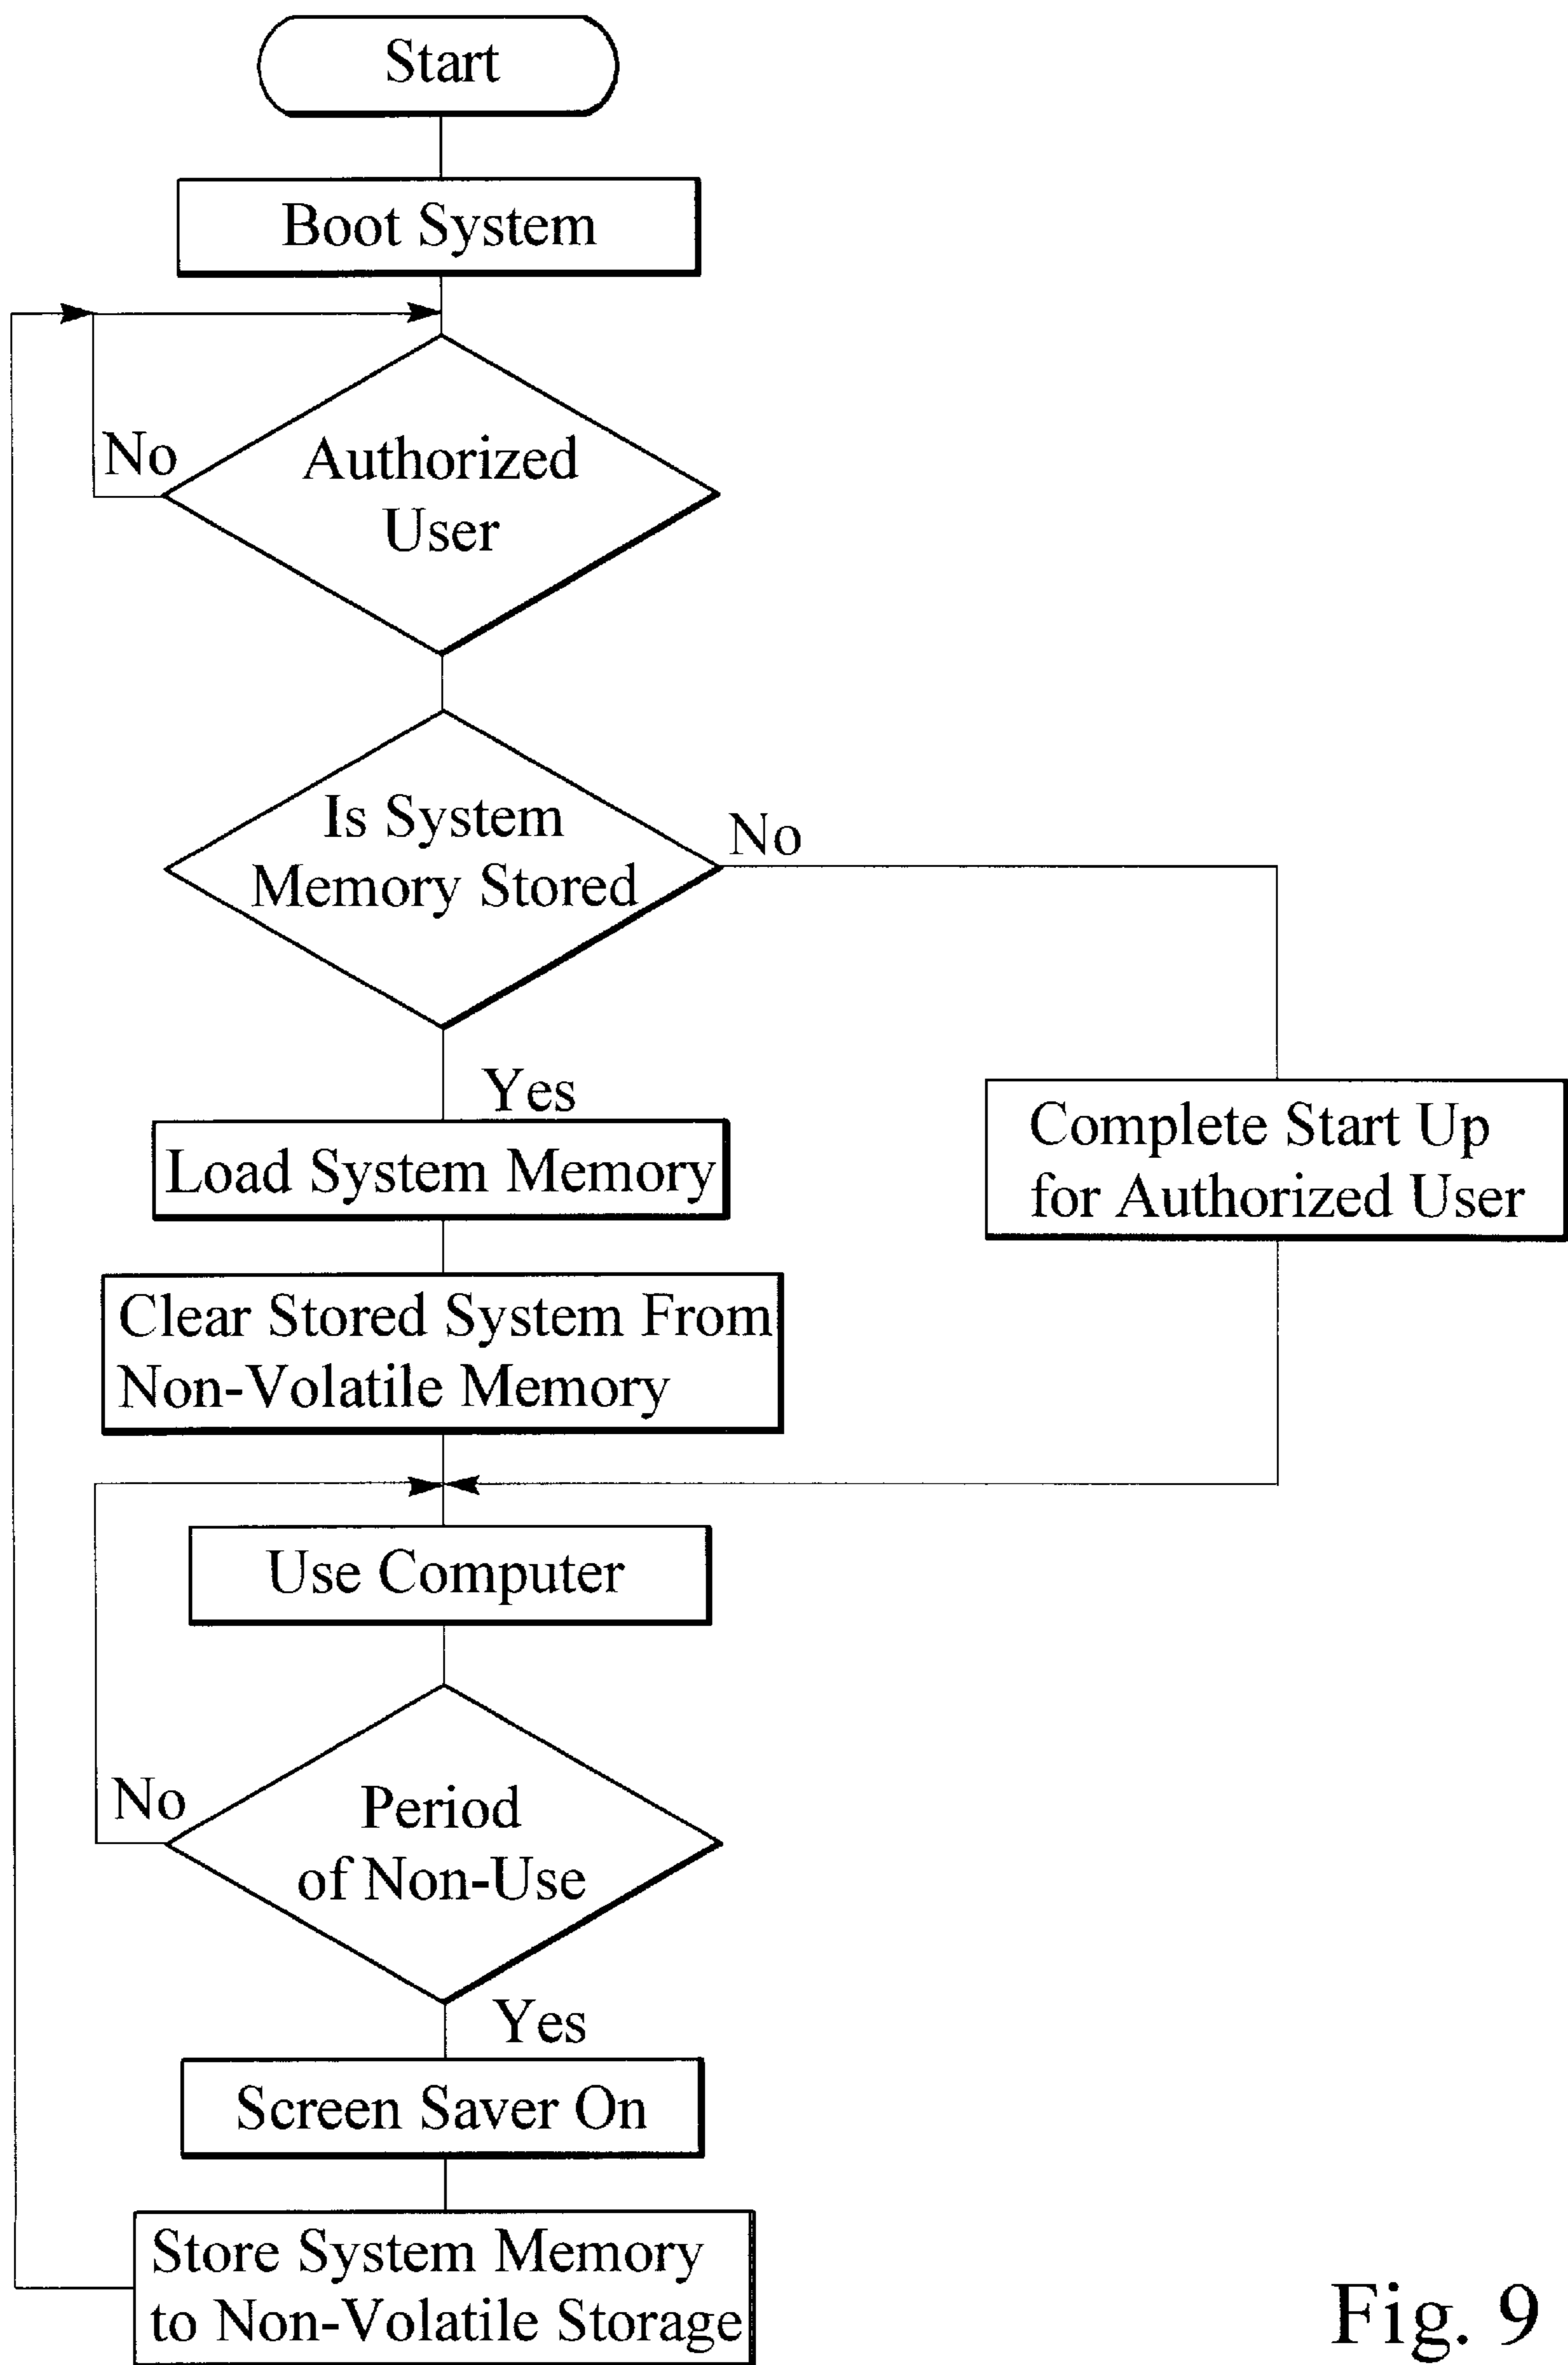 Start
Boot System
No
Authorized
User
Is System
Memory Stored
No
Yes
Load System Memory
Complete Start Up
for Authorized User
Clear Stored System From
Non-Volatile Memory
Use Computer
No
Period
of Non-Use
Yes
Screen Saver On
Store System Memory
to Non-Volatile Storage
Fig. 9